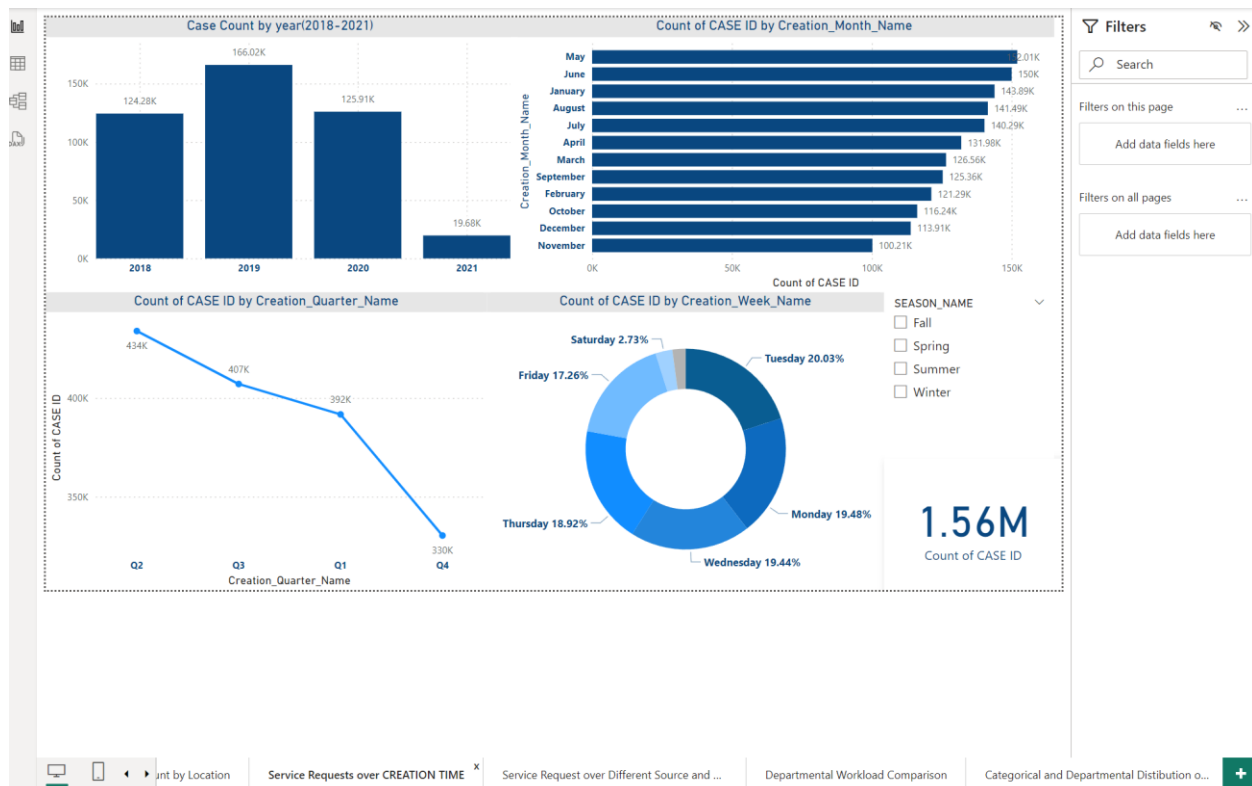 Case Count by year(2018-2021)
166.02K
124.28K
125.91K
19.68K
150K
100K
50K
0K
2018 2019 2020 2021
Count of CASE ID by Creation_Month_Name
Creation_Month_Name
May
June 150K
January 143.89K
August 141.49K
July 140.29K
April 131.98K
March 126.56K
September 125.36K
February 121.29K
October 116.24K
December 113.91K
November 100.21K
0K 50K 100K 150K
Count of CASE ID
Count of CASE ID by Creation_Quarter_Name
Count of CASE ID
434K
407K
392K
330K
400K
350K
Q2 Q3 Q1 Q4
Creation_Quarter_Name
Count of CASE ID by Creation_Week_Name
Saturday 2.73%
Tuesday 20.03%
Friday 17.26%
Thursday 18.92%
Monday 19.48%
Wednesday 19.44%
SEASON_NAME
Fall
Spring
Summer
Winter
1.56M
Count of CASE ID
Filters
Search
Filters on this page
...
Add data fields here
Filters on all pages
...
Add data fields here
by Location
Service Requests over CREATION TIME x
Service Request over Different Source and ...
Departmental Workload Comparison
Categorical and Departmental Distibution o...